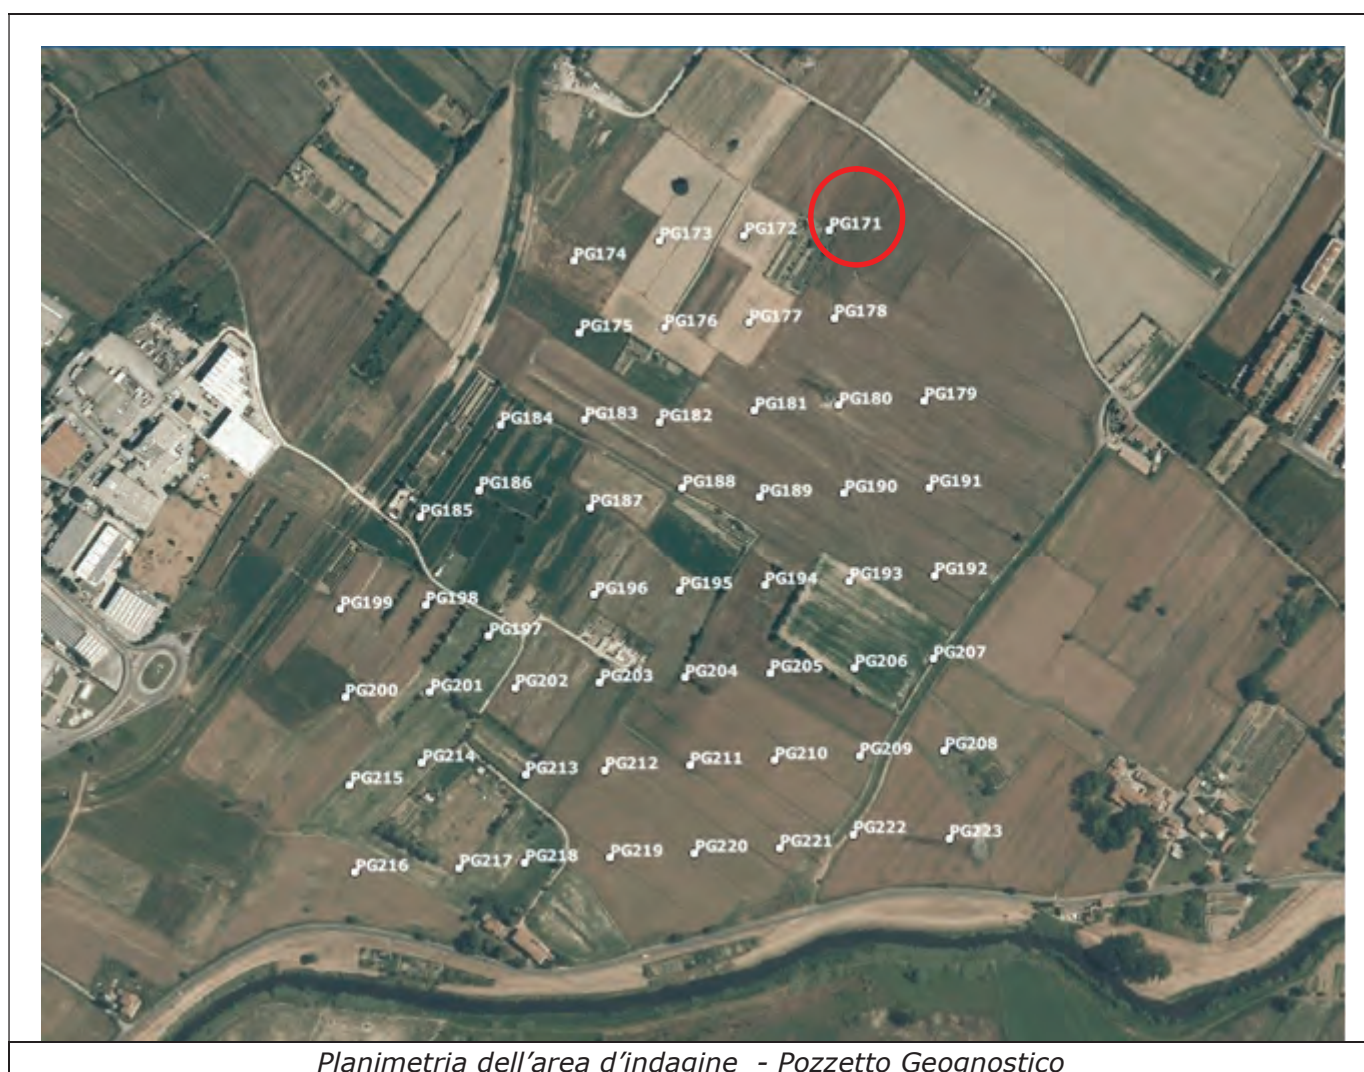 PG171
PG172
PG173
PG174
PG175
PG176
PG177
PG178
PG179
PG180
PG181
PG182
PG183
PG184
PG185
PG186
PG187
PG188
PG189
PG190
PG191
PG192
PG193
PG194
PG195
PG196
PG197
PG198
PG199
PG200
PG201
PG202
PG203
PG204
PG205
PG206
PG207
PG208
PG209
PG210
PG211
PG212
PG213
PG214
PG215
PG216
PG217
PG218
PG219
PG220
PG221
PG222
PG223
Planimetria dell'area d'indagine - Pozzetto Geognostico